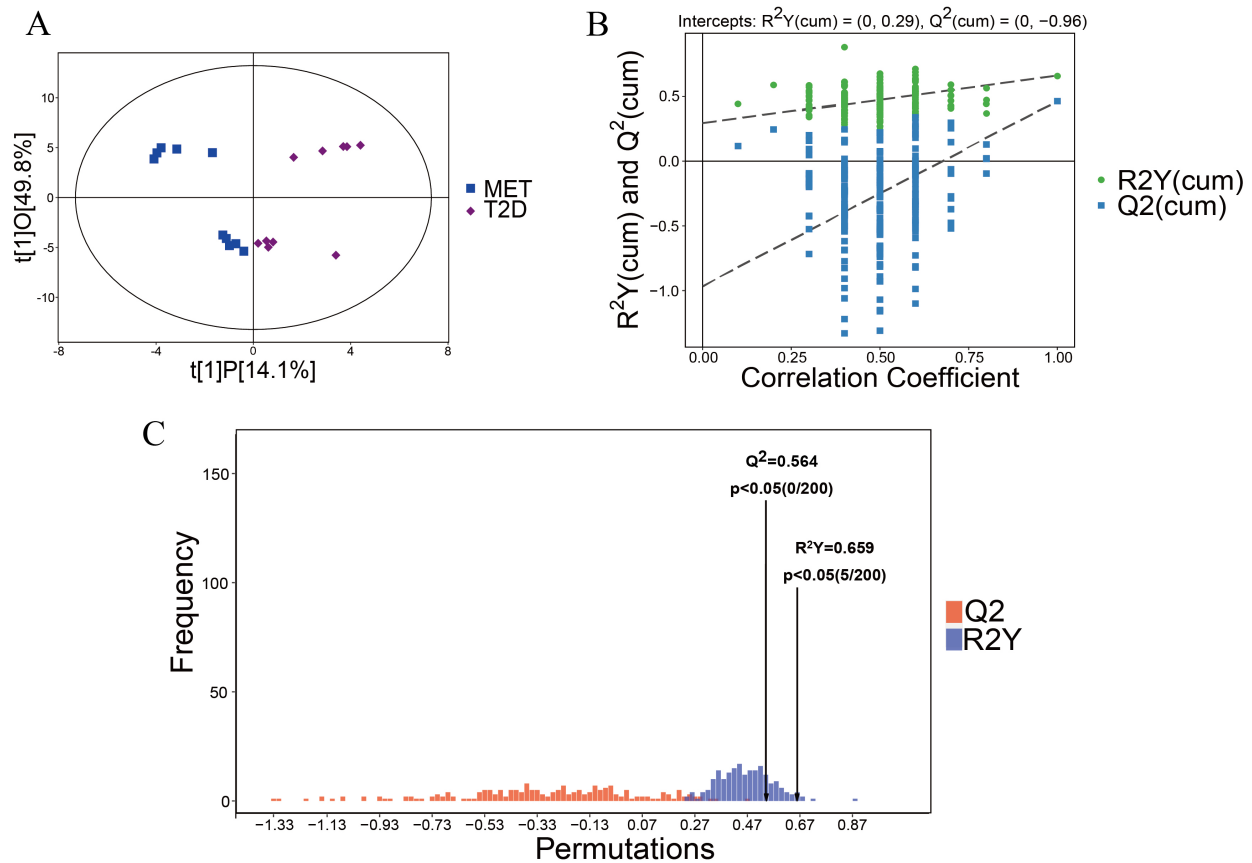 A
t[1]O[49.8%]
10
5
0
-5
-10
-8
-4
0
4
8
t[1]P[14.1%]
MET
T2D
B
Intercepts: R²Y(cum) = (0, 0.29), Q²(cum) = (0, −0.96)
R²Y(cum) and Q²(cum)
0.5
0.0
−0.5
−1.0
0.00
0.25
0.50
0.75
1.00
Correlation Coefficient
R2Y(cum)
Q2(cum)
C
Frequency
150
100
50
0
Q²=0.564
p<0.05(0/200)
R²Y=0.659
p<0.05(5/200)
−1.33
−1.13
−0.93
−0.73
−0.53
−0.33
−0.13
0.07
0.27
0.47
0.67
0.87
Permutations
Q2
R2Y